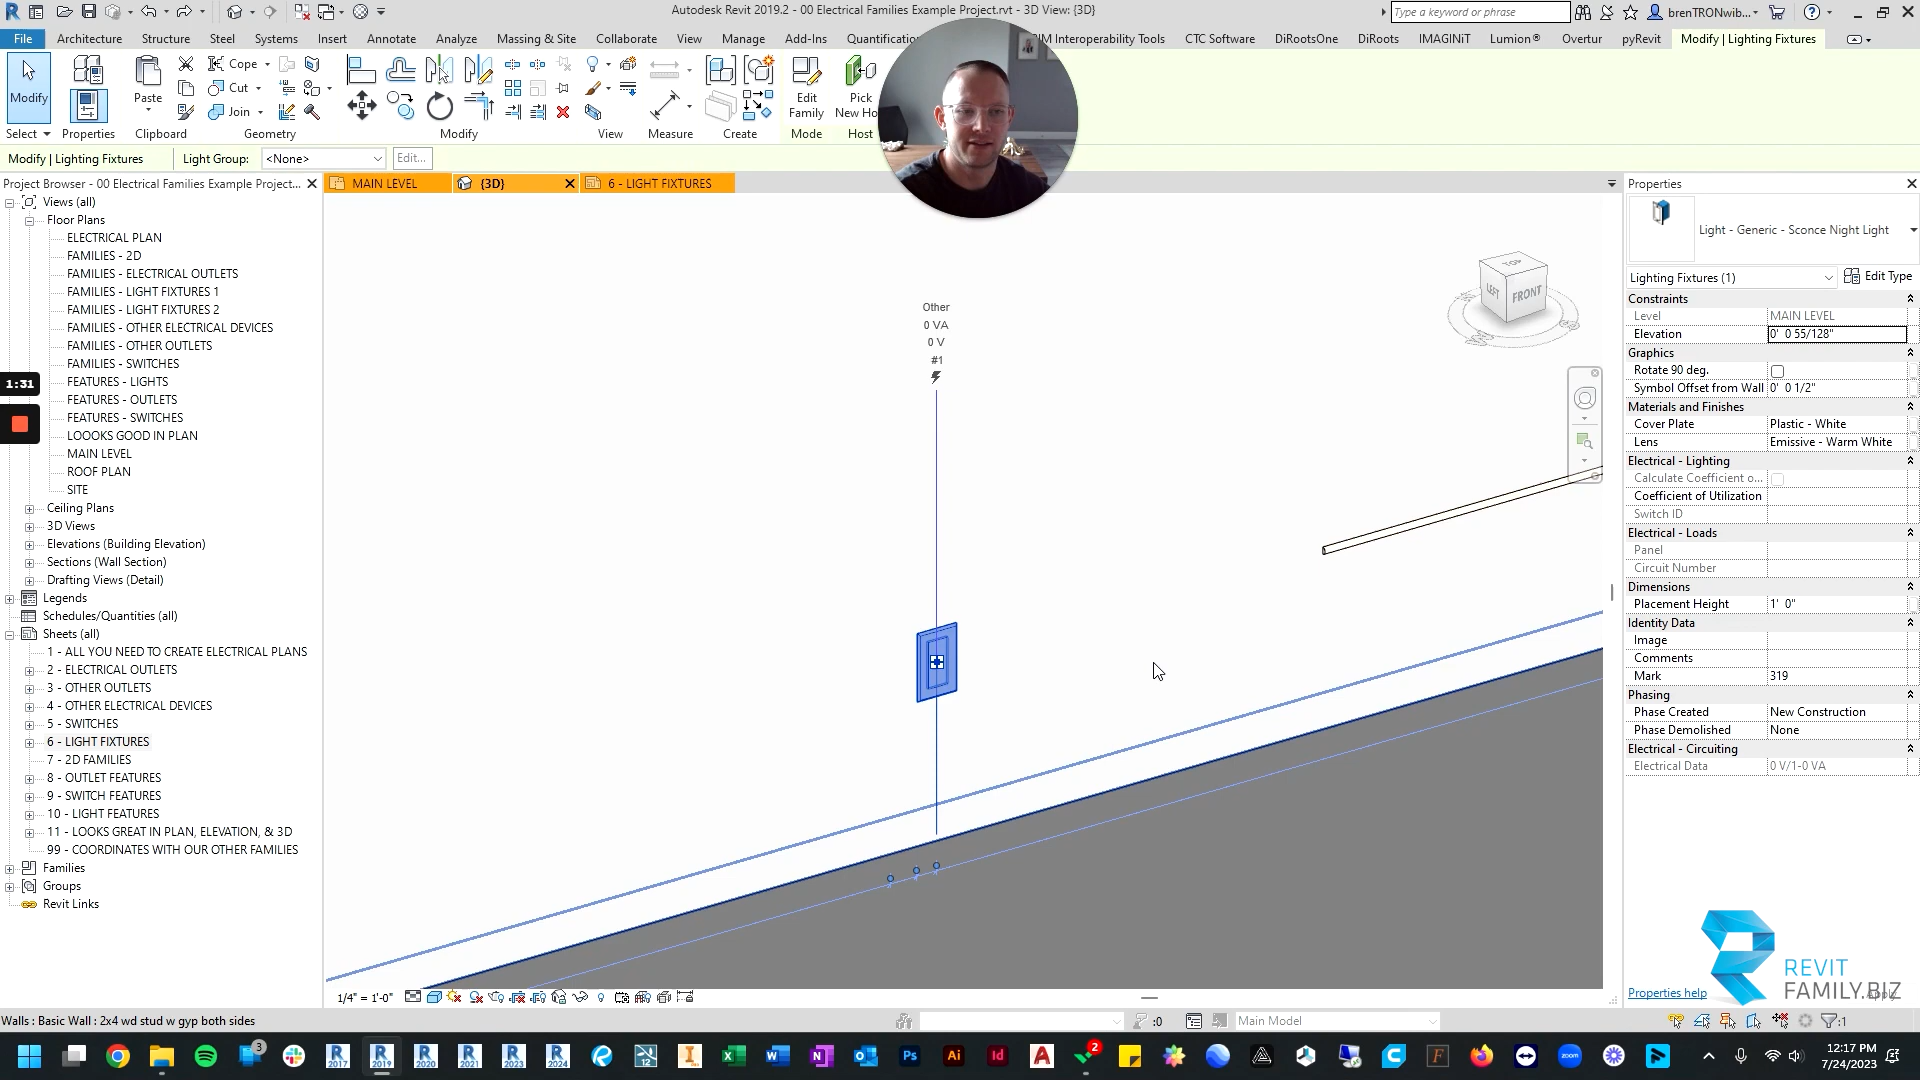 Autodesk Revit 2019.2 - 00 Electrical Families Example Project.rvt - 3D View: {3D}
Type a keyword or phrase
brenTRONwib...
File Architecture Structure Steel Systems Insert Annotate Analyze Massing & Site Collaborate View Manage Add-Ins Quantification IM Interoperability Tools CTC Software DiRootsOne DiRoots IMAGINiT Lumion® Overtur pyRevit Modify | Lighting Fixtures
Modify
Paste
Cope
Cut
Join
Edit Family
Pick New Ho
Select Properties Clipboard Geometry Modify View Measure Create Mode Host
Modify | Lighting Fixtures Light Group: <None> Edit...
Project Browser - 00 Electrical Families Example Project...
MAIN LEVEL {3D} 6 - LIGHT FIXTURES
Views (all)
Floor Plans
ELECTRICAL PLAN
FAMILIES - 2D
FAMILIES - ELECTRICAL OUTLETS
FAMILIES - LIGHT FIXTURES 1
FAMILIES - LIGHT FIXTURES 2
FAMILIES - OTHER ELECTRICAL DEVICES
FAMILIES - OTHER OUTLETS
FAMILIES - SWITCHES
FEATURES - LIGHTS
FEATURES - OUTLETS
FEATURES - SWITCHES
LOOOKS GOOD IN PLAN
MAIN LEVEL
ROOF PLAN
SITE
Ceiling Plans
3D Views
Elevations (Building Elevation)
Sections (Wall Section)
Drafting Views (Detail)
Legends
Schedules/Quantities (all)
Sheets (all)
1 - ALL YOU NEED TO CREATE ELECTRICAL PLANS
2 - ELECTRICAL OUTLETS
3 - OTHER OUTLETS
4 - OTHER ELECTRICAL DEVICES
5 - SWITCHES
6 - LIGHT FIXTURES
7 - 2D FAMILIES
8 - OUTLET FEATURES
9 - SWITCH FEATURES
10 - LIGHT FEATURES
11 - LOOKS GREAT IN PLAN, ELEVATION, & 3D
99 - COORDINATES WITH OUR OTHER FAMILIES
Families
Groups
Revit Links
1:31
Other
0 VA
0 V
#1
TOP
LEFT
FRONT
Properties
Light - Generic - Sconce Night Light
Lighting Fixtures (1) Edit Type
Constraints
Level MAIN LEVEL
Elevation 0' 0 55/128"
Graphics
Rotate 90 deg.
Symbol Offset from Wall 0' 0 1/2"
Materials and Finishes
Cover Plate Plastic - White
Lens Emissive - Warm White
Electrical - Lighting
Calculate Coefficient o...
Coefficient of Utilization
Switch ID
Electrical - Loads
Panel
Circuit Number
Dimensions
Placement Height 1' 0"
Identity Data
Image
Comments
Mark 319
Phasing
Phase Created New Construction
Phase Demolished None
Electrical - Circuiting
Electrical Data 0 V/1-0 VA
REVIT
FAMILY.BIZ
Properties help
1/4" = 1'-0"
Walls : Basic Wall : 2x4 wd stud w gyp both sides
:0
Main Model
:1
3
2017 2019 2020 2021 2023 2024
12
2
zoom
12:17 PM
7/24/2023